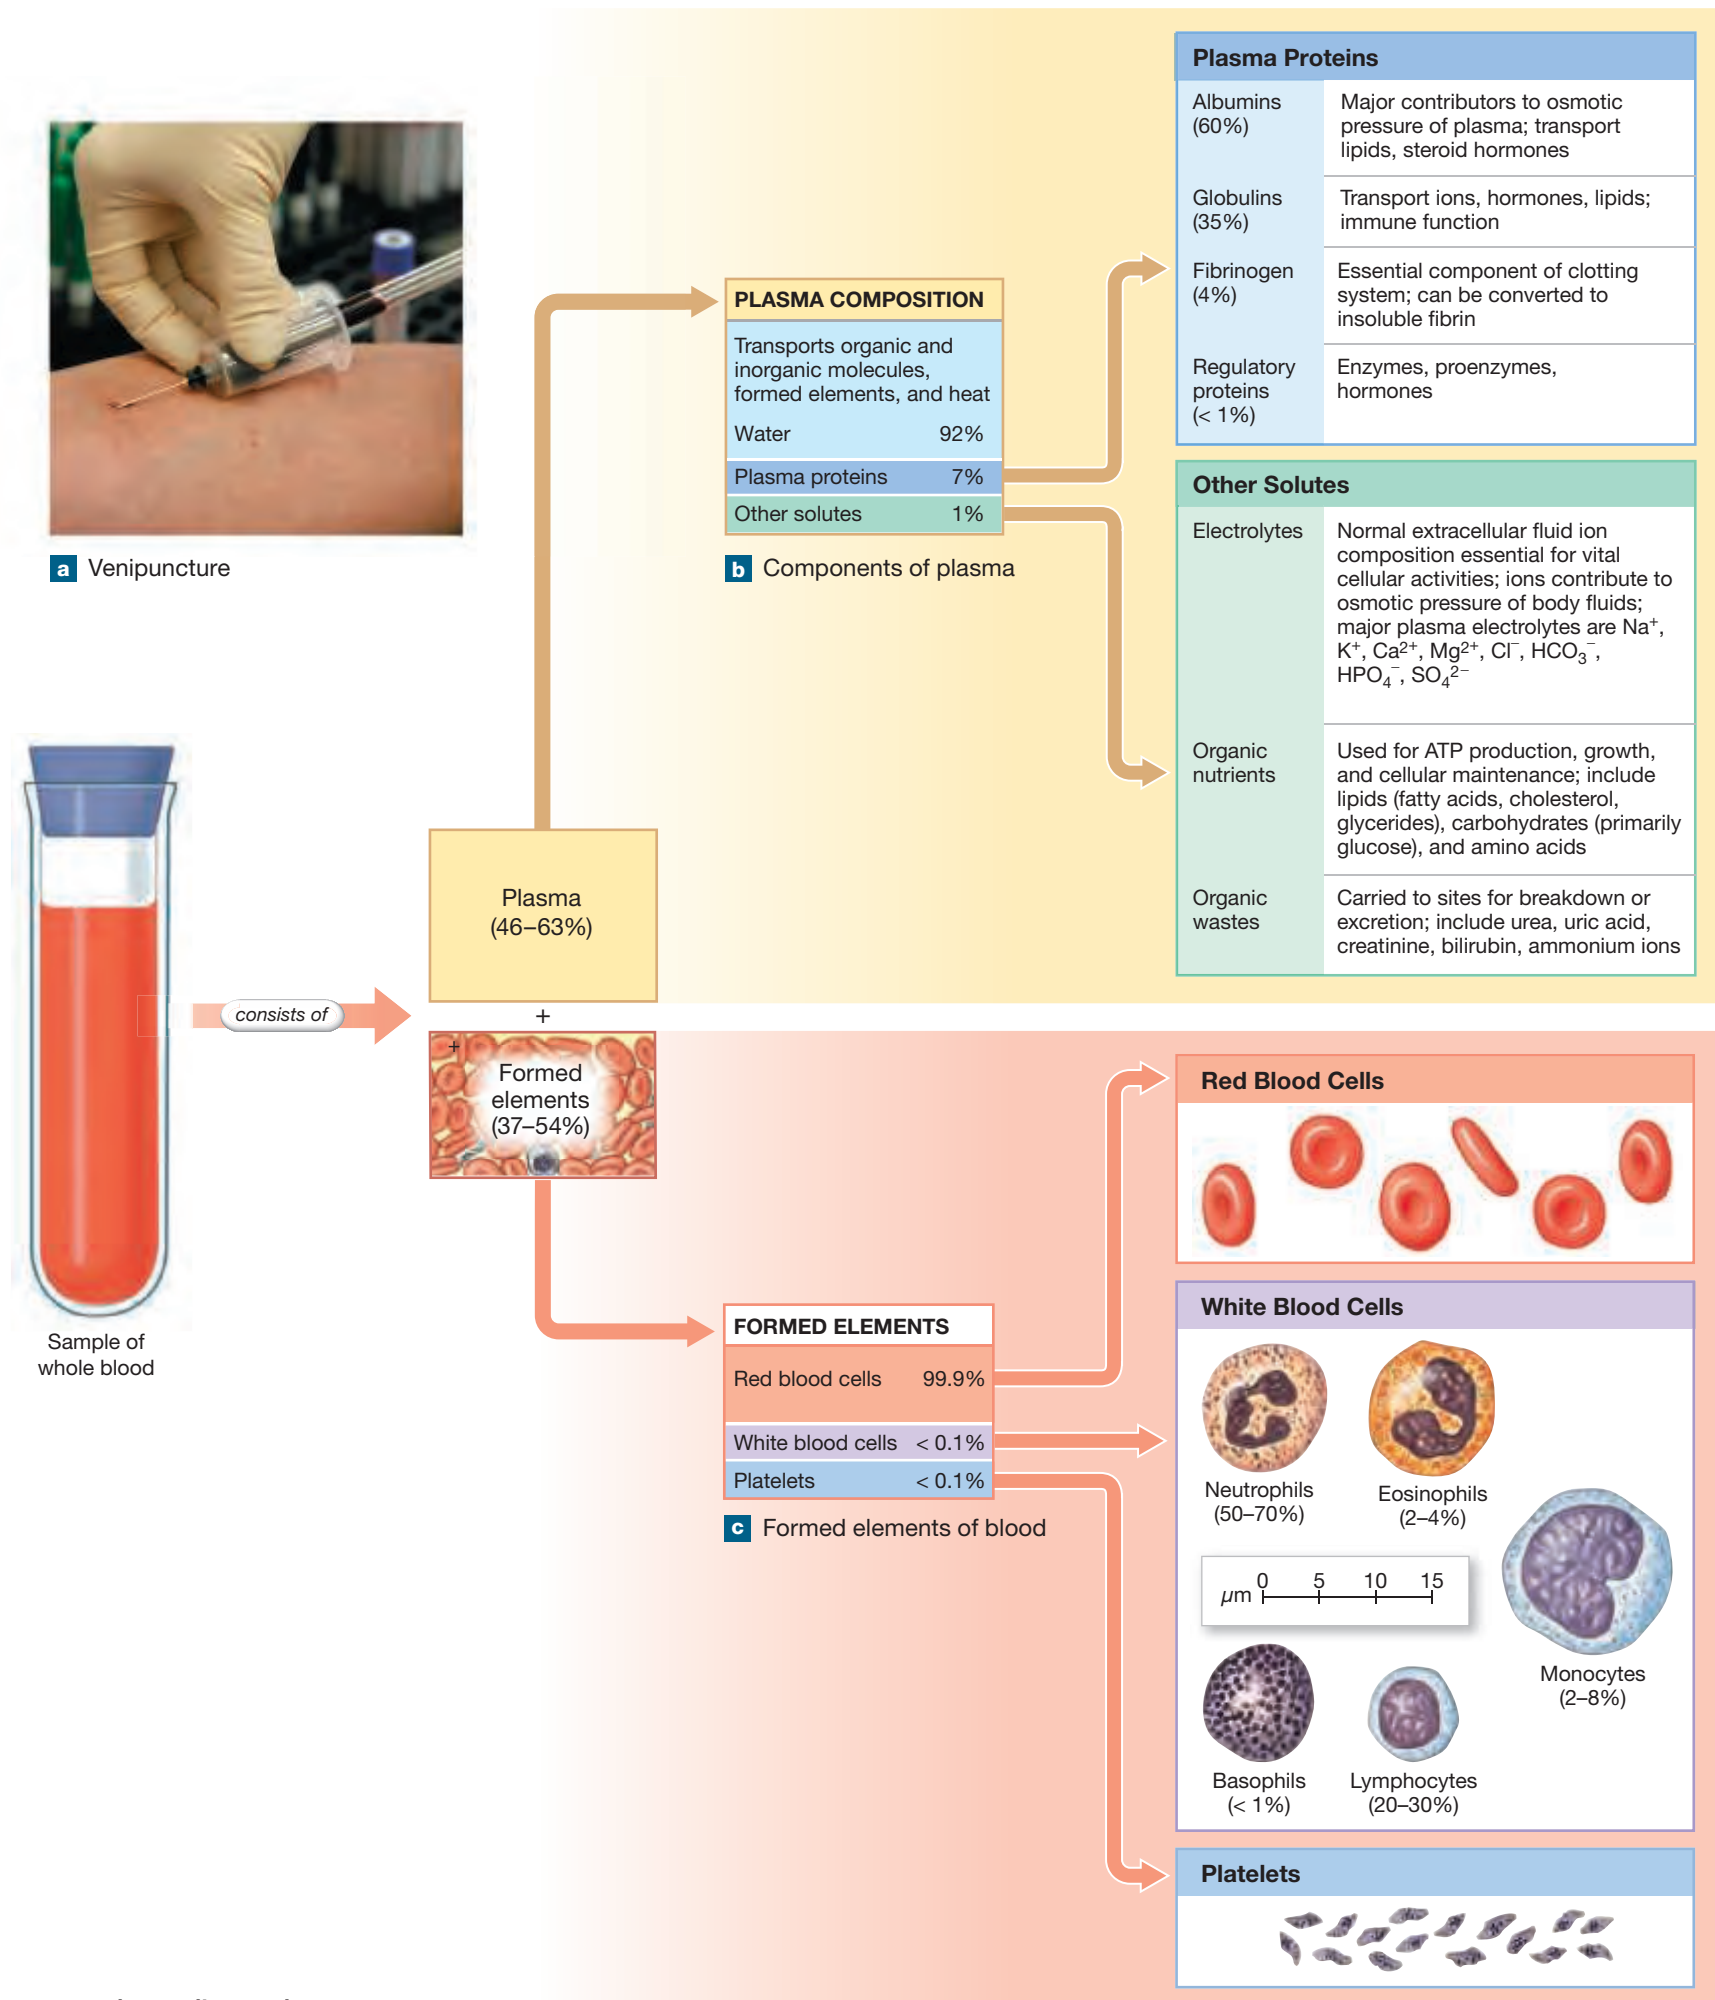 a Venipuncture
Sample of
whole blood
consists of
Plasma
(46–63%)
+
+
Formed
elements
(37–54%)
PLASMA COMPOSITION
Transports organic and
inorganic molecules,
formed elements, and heat
Water 92%
Plasma proteins 7%
Other solutes 1%
b Components of plasma
Plasma Proteins
Albumins
(60%)
Major contributors to osmotic
pressure of plasma; transport
lipids, steroid hormones
Globulins
(35%)
Transport ions, hormones, lipids;
immune function
Fibrinogen
(4%)
Essential component of clotting
system; can be converted to
insoluble fibrin
Regulatory
proteins
(< 1%)
Enzymes, proenzymes,
hormones
Other Solutes
Electrolytes
Normal extracellular fluid ion
composition essential for vital
cellular activities; ions contribute to
osmotic pressure of body fluids;
major plasma electrolytes are Na⁺,
K⁺, Ca²⁺, Mg²⁺, Cl⁻, HCO₃⁻,
HPO₄⁻, SO₄²⁻
Organic
nutrients
Used for ATP production, growth,
and cellular maintenance; include
lipids (fatty acids, cholesterol,
glycerides), carbohydrates (primarily
glucose), and amino acids
Organic
wastes
Carried to sites for breakdown or
excretion; include urea, uric acid,
creatinine, bilirubin, ammonium ions
FORMED ELEMENTS
Red blood cells 99.9%
White blood cells < 0.1%
Platelets < 0.1%
c Formed elements of blood
Red Blood Cells
White Blood Cells
Neutrophils
(50–70%)
Eosinophils
(2–4%)
µm 0 5 10 15
Monocytes
(2–8%)
Basophils
(< 1%)
Lymphocytes
(20–30%)
Platelets